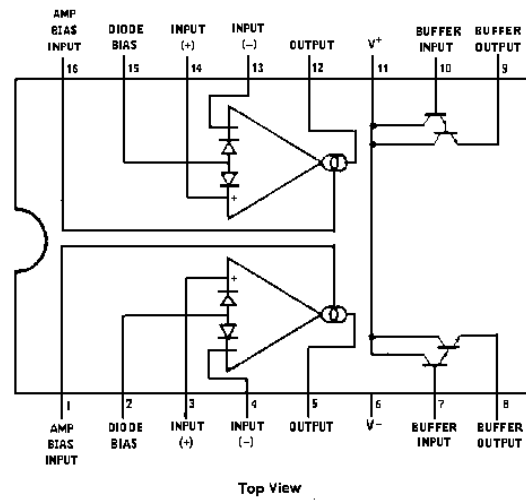 AMP BIAS INPUT
DIODE BIAS
INPUT (+)
INPUT (−)
OUTPUT
V+
BUFFER INPUT
BUFFER OUTPUT
16 15 14 13 12 11 10 9
−
+
+
−
1 2 3 4 5 6 7 8
AMP BIAS INPUT
DIODE BIAS
INPUT (+)
INPUT (−)
OUTPUT
V−
BUFFER INPUT
BUFFER OUTPUT
Top View